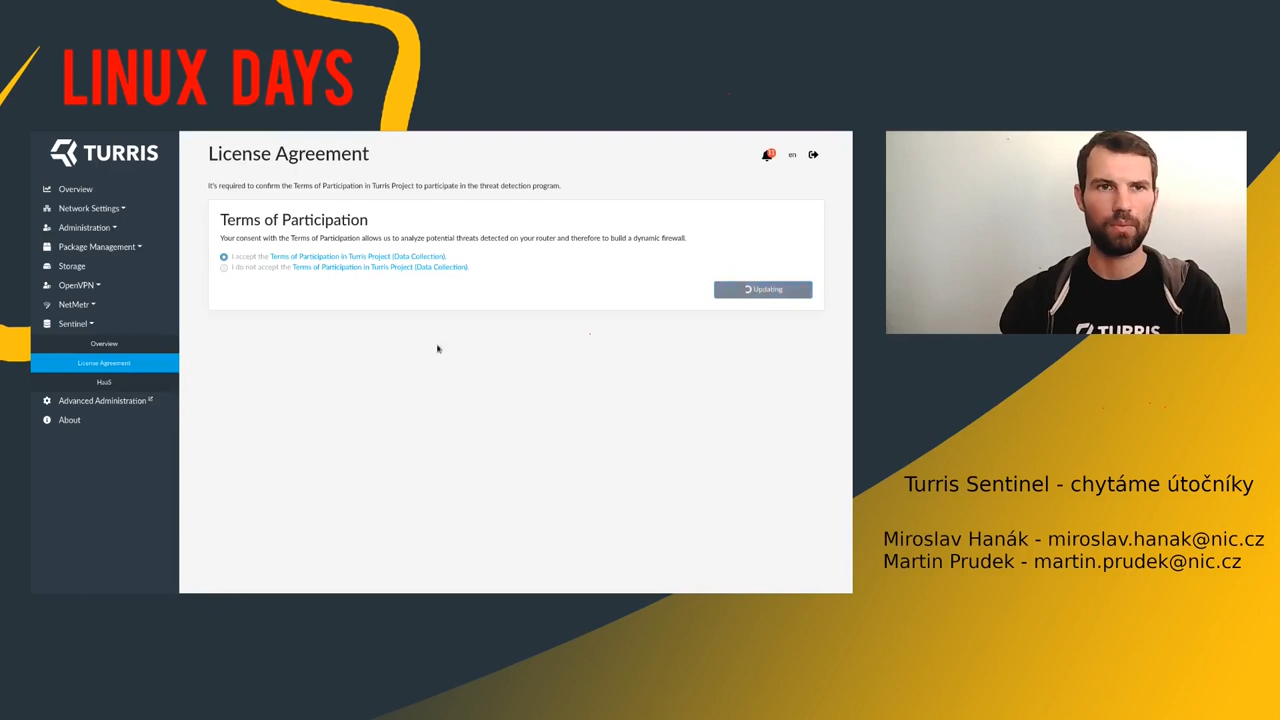 LINUX DAYS
TURRIS
Overview
Network Settings
Administration
Package Management
Storage
OpenVPN
NetMetr
Sentinel
Overview
License Agreement
HaaS
Advanced Administration
About
License Agreement
en
It's required to confirm the Terms of Participation in Turris Project to participate in the threat detection program.
Terms of Participation
Your consent with the Terms of Participation allows us to analyze potential threats detected on your router and therefore to build a dynamic firewall.
I accept the Terms of Participation in Turris Project (Data Collection).
I do not accept the Terms of Participation in Turris Project (Data Collection).
Updating
TURRIS
Turris Sentinel - chytáme útočníky
Miroslav Hanák - miroslav.hanak@nic.cz
Martin Prudek - martin.prudek@nic.cz